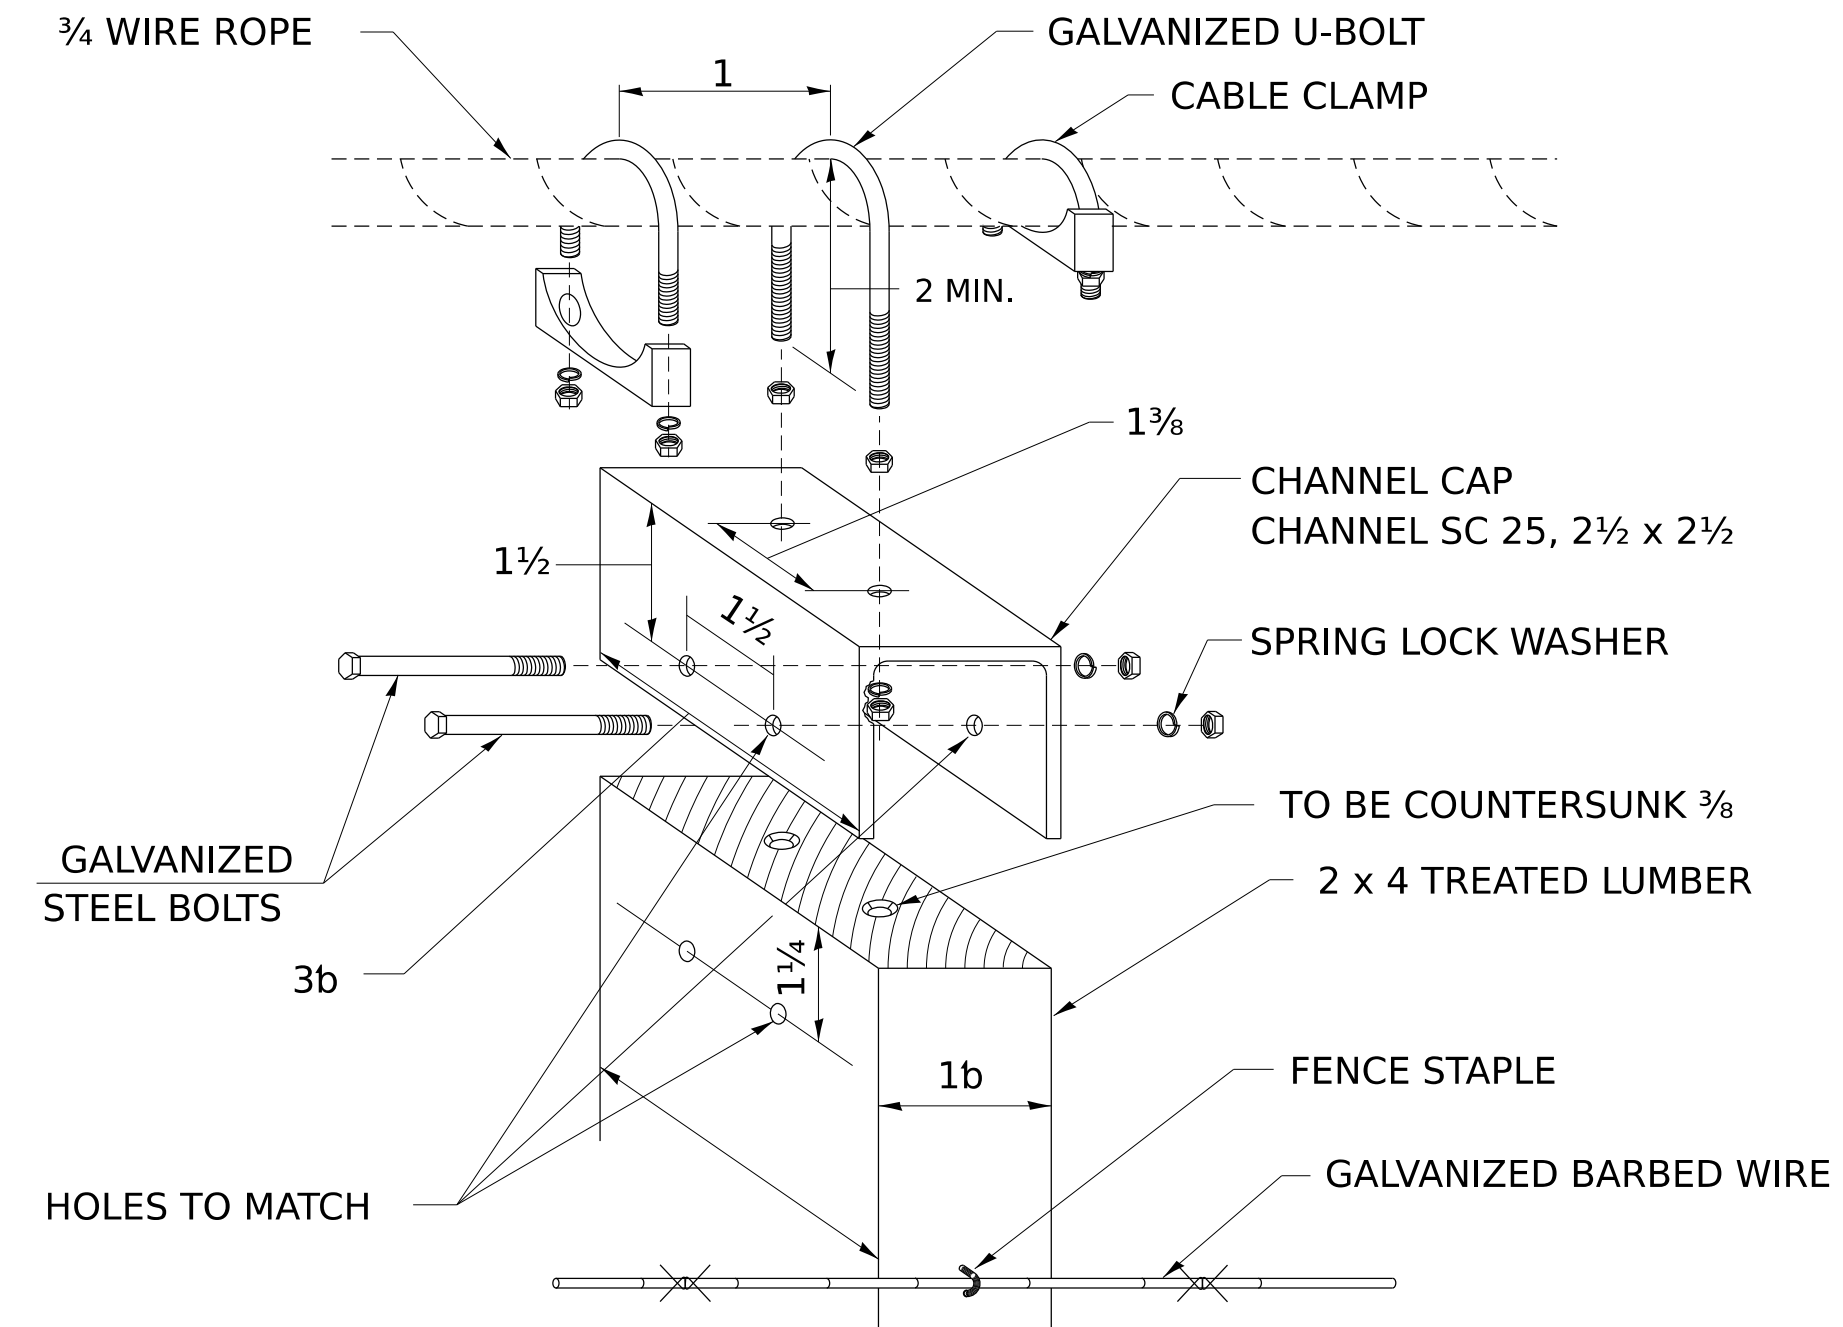 ¾ WIRE ROPE
GALVANIZED U-BOLT
1
CABLE CLAMP
2 MIN.
1⅜
CHANNEL CAP
CHANNEL SC 25, 2½ x 2½
1½
1½
SPRING LOCK WASHER
TO BE COUNTERSUNK ⅜
GALVANIZED
STEEL BOLTS
2 x 4 TREATED LUMBER
3b
1¼
1b
FENCE STAPLE
GALVANIZED BARBED WIRE
HOLES TO MATCH